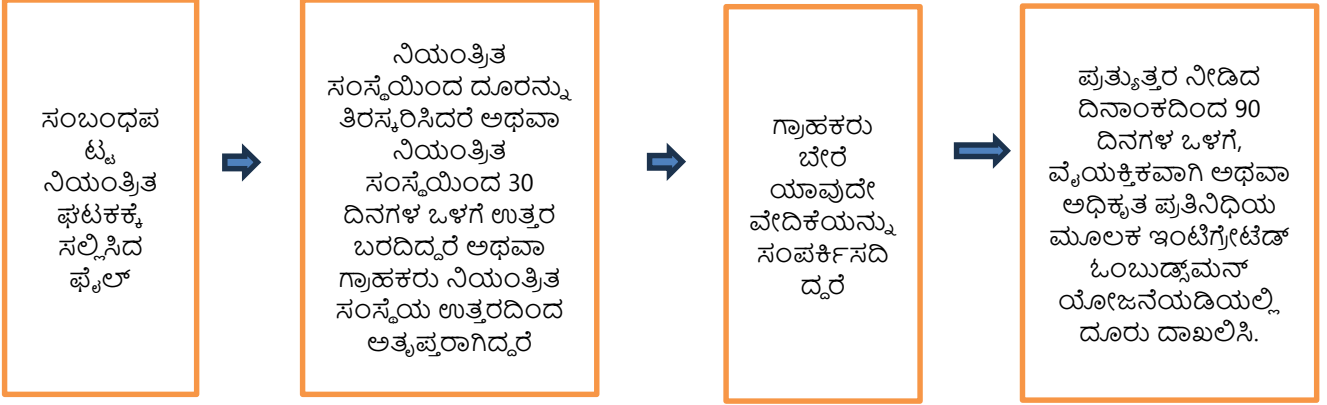 ಸಂಬಂಧಪ
ಟ್ಟ
ನಿಯಂತ್ರಿತ
ಘಟಕಕ್ಕೆ
ಸಲ್ಲಿಸಿದ
ಫೈಲ್
ನಿಯಂತ್ರಿತ
ಸಂಸ್ಥೆಯಿಂದ ದೂರನ್ನು
ತಿರಸ್ಕರಿಸಿದರೆ ಅಥವಾ
ನಿಯಂತ್ರಿತ
ಸಂಸ್ಥೆಯಿಂದ 30
ದಿನಗಳ ಒಳಗೆ ಉತ್ತರ
ಬರದಿದ್ದರೆ ಅಥವಾ
ಗ್ರಾಹಕರು ನಿಯಂತ್ರಿತ
ಸಂಸ್ಥೆಯ ಉತ್ತರದಿಂದ
ಅತೃಪ್ತರಾಗಿದ್ದರೆ
ಗ್ರಾಹಕರು
ಬೇರೆ
ಯಾವುದೇ
ವೇದಿಕೆಯನ್ನು
ಸಂಪರ್ಕಿಸದಿ
ದ್ದರೆ
ಪ್ರತ್ಯುತ್ತರ ನೀಡಿದ
ದಿನಾಂಕದಿಂದ 90
ದಿನಗಳ ಒಳಗೆ,
ವೈಯಕ್ತಿಕವಾಗಿ ಅಥವಾ
ಅಧಿಕೃತ ಪ್ರತಿನಿಧಿಯ
ಮೂಲಕ ಇಂಟಿಗ್ರೇಟೆಡ್
ಓಂಬುಡ್ಸ್‌ಮನ್
ಯೋಜನೆಯಡಿಯಲ್ಲಿ
ದೂರು ದಾಖಲಿಸಿ.